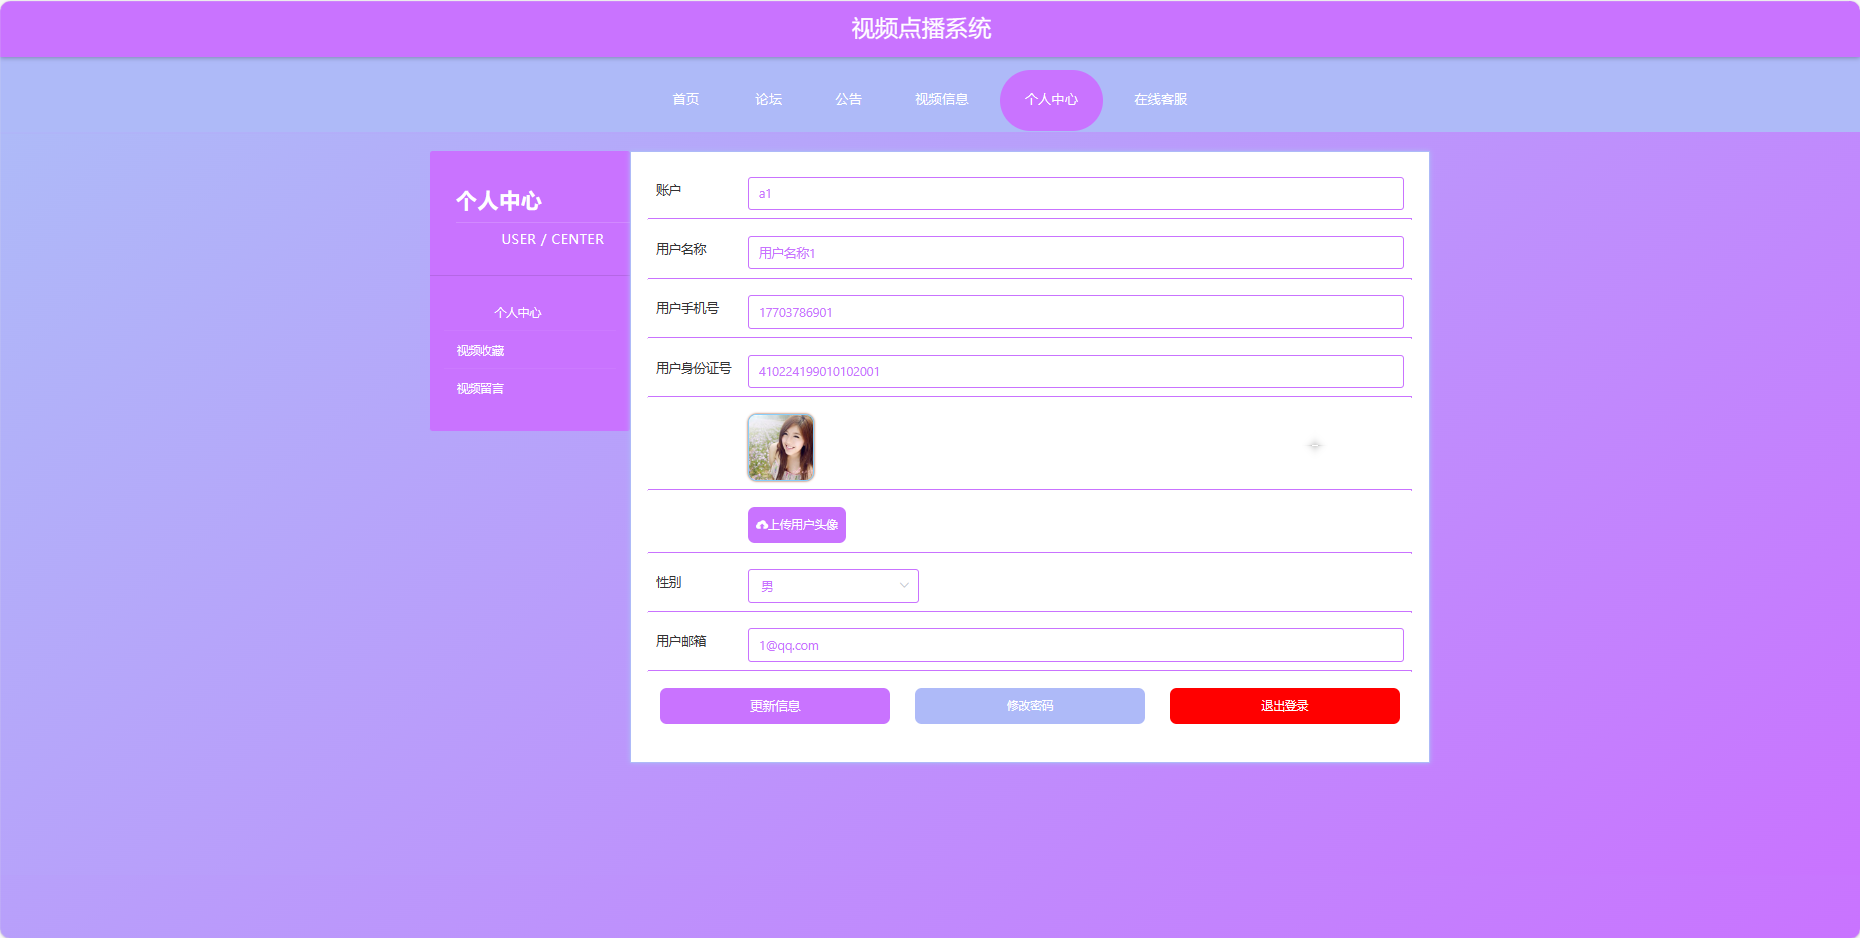 视频点播系统
首页 论坛 公告 视频信息 个人中心 在线客服
个人中心
USER / CENTER
个人中心
视频收藏
视频留言
账户 a1
用户名称 用户名称1
用户手机号 17703786901
用户身份证号 410224199010102001
上传用户头像
性别 男
用户邮箱 1@qq.com
更新信息 修改密码 退出登录